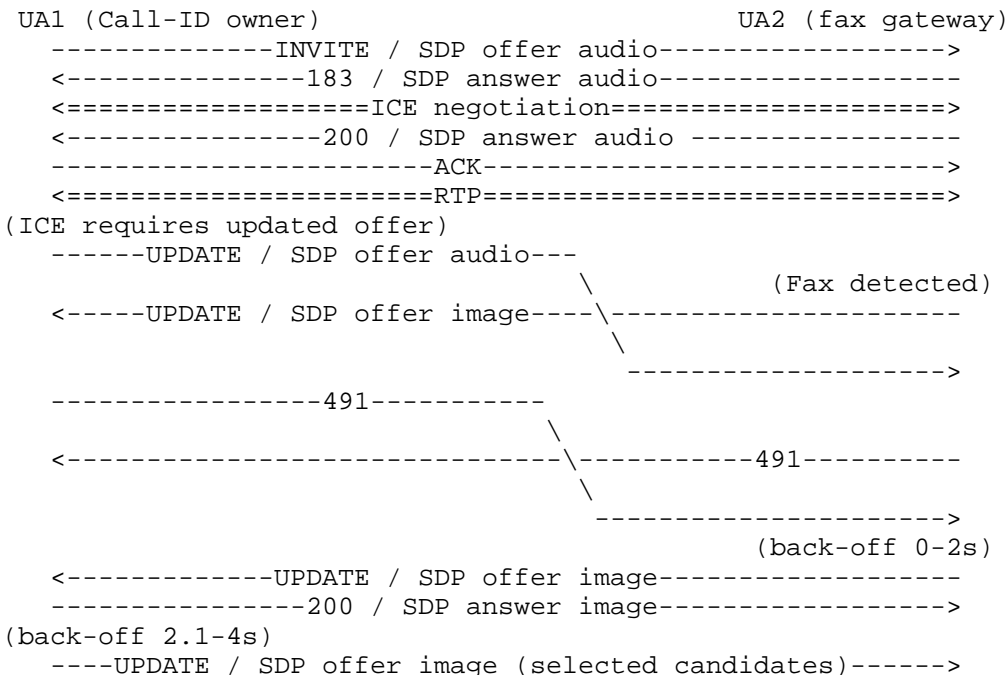 UA1 (Call-ID owner)                              UA2 (fax gateway)
   --------------INVITE / SDP offer audio------------------>
   <----------------183 / SDP answer audio-------------------
   <===================ICE negotiation======================>
   <----------------200 / SDP answer audio -----------------
   ------------------------ACK------------------------------>
   <=======================RTP==============================>
(ICE requires updated offer)
   ------UPDATE / SDP offer audio---
                                    \            (Fax detected)
   <-----UPDATE / SDP offer image----\----------------------
                                      \
                                       --------------------->
   -----------------491-----------
                                  \
   <-------------------------------\-----------491----------
                                    \
                                     ---------------------->
                                               (back-off 0-2s)
   <-------------UPDATE / SDP offer image-------------------
   ----------------200 / SDP answer image------------------>
(back-off 2.1-4s)
   ----UPDATE / SDP offer image (selected candidates)------>